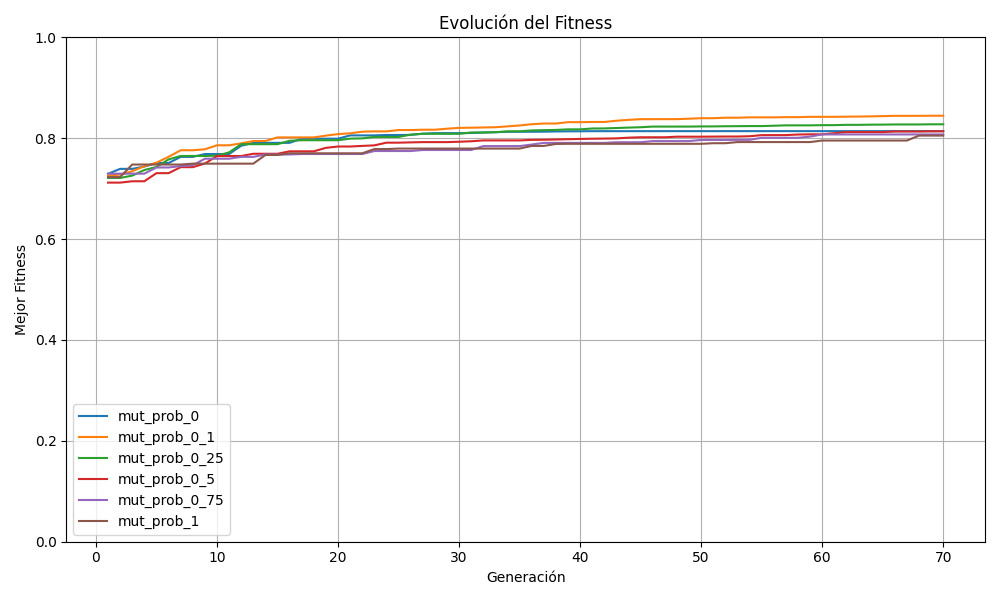 Evolución del Fitness
Mejor Fitness
1.0
0.8
0.6
0.4
0.2
0.0
mut_prob_0
mut_prob_0_1
mut_prob_0_25
mut_prob_0_5
mut_prob_0_75
mut_prob_1
0 10 20 30 40 50 60 70
Generación